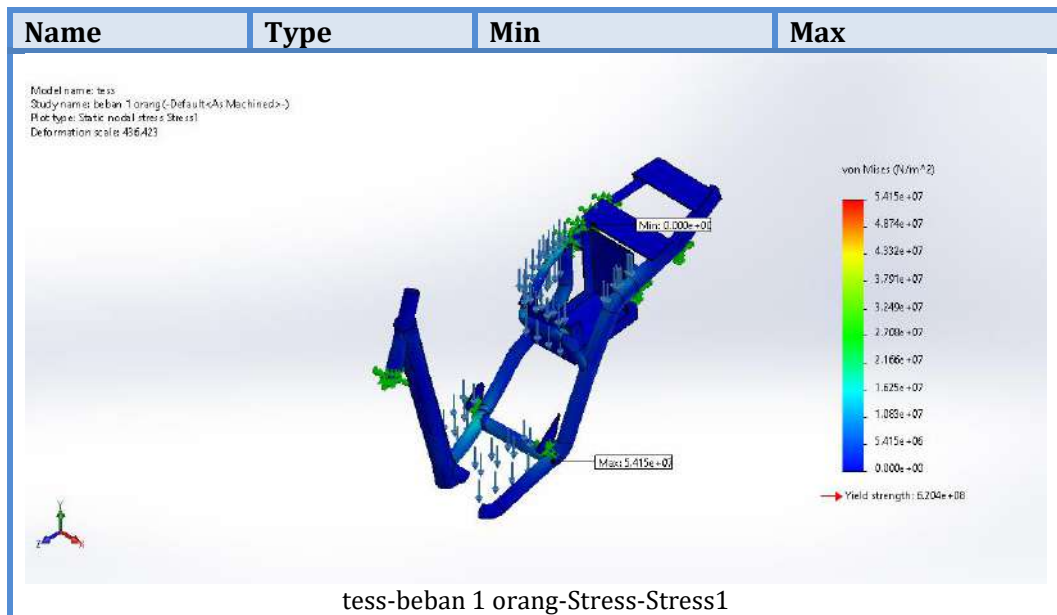 Name Type Min Max
Model name: tess
Study name: beban 1 orang(-Default<As Machined>-)
Plot type: Static nodal stress Stress1
Deformation scale: 436.423
von Mises (N/m^2)
5.415e+07
4.874e+07
4.332e+07
3.791e+07
3.249e+07
2.708e+07
2.166e+07
1.625e+07
1.083e+07
5.415e+06
0.000e+00
Yield strength: 6.204e+08
Min: 0.000e+00
Max: 5.415e+07
Y
Z
X
tess-beban 1 orang-Stress-Stress1